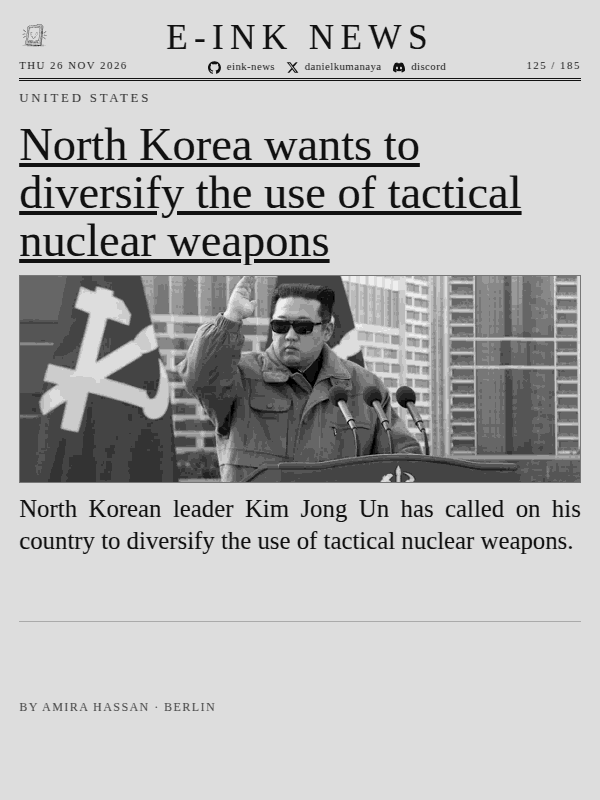 E-INK NEWS
THU 26 NOV 2026
eink-news
danielkumanaya
discord
125 / 185
UNITED STATES
North Korea wants to
diversify the use of tactical
nuclear weapons
North Korean leader Kim Jong Un has called on his
country to diversify the use of tactical nuclear weapons.
BY AMIRA HASSAN · BERLIN